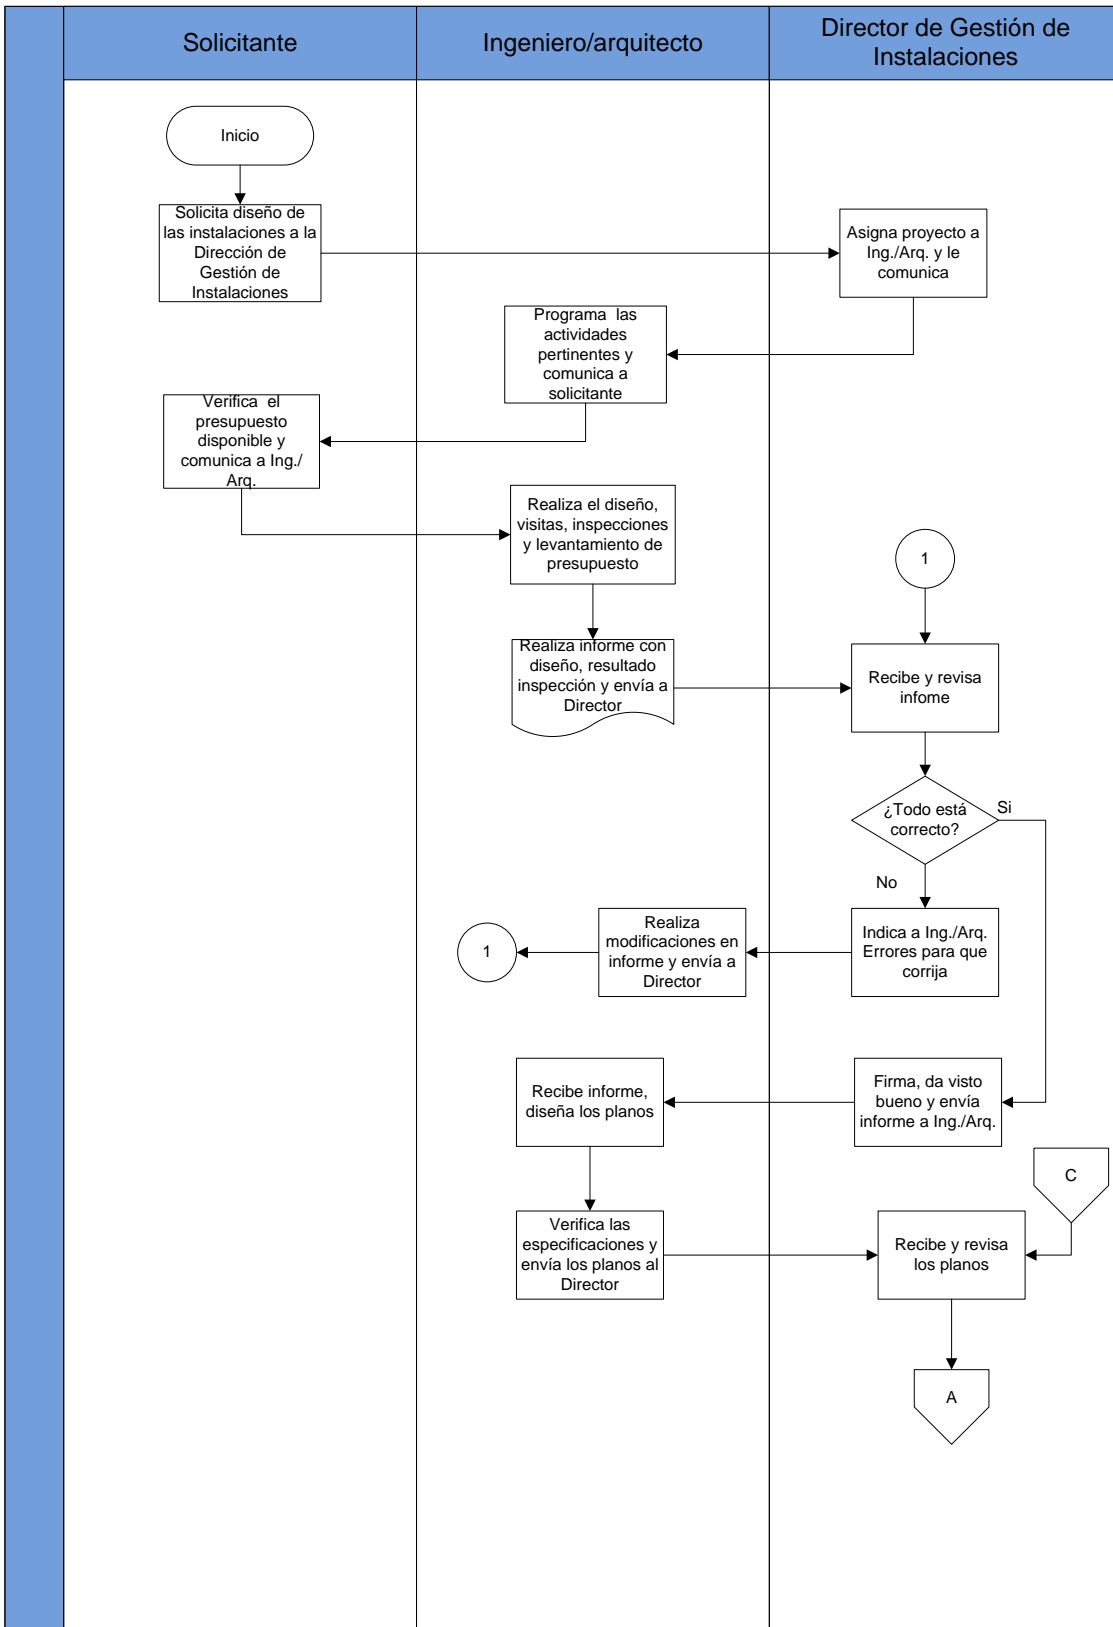 Solicitante
Ingeniero/arquitecto
Director de Gestión de
Instalaciones
Inicio
Solicita diseño de
las instalaciones a la
Dirección de
Gestión de
Instalaciones
Asigna proyecto a
Ing./Arq. y le
comunica
Programa  las
actividades
pertinentes y
comunica a
solicitante
Verifica  el
presupuesto
disponible y
comunica a Ing./
Arq.
Realiza el diseño,
visitas, inspecciones
y levantamiento de
presupuesto
1
Realiza informe con
diseño, resultado
inspección y envía a
Director
Recibe y revisa
infome
¿Todo está
correcto?
Si
No
Indica a Ing./Arq.
Errores para que
corrija
Realiza
modificaciones en
informe y envía a
Director
1
Firma, da visto
bueno y envía
informe a Ing./Arq.
Recibe informe,
diseña los planos
C
Verifica las
especificaciones y
envía los planos al
Director
Recibe y revisa
los planos
A